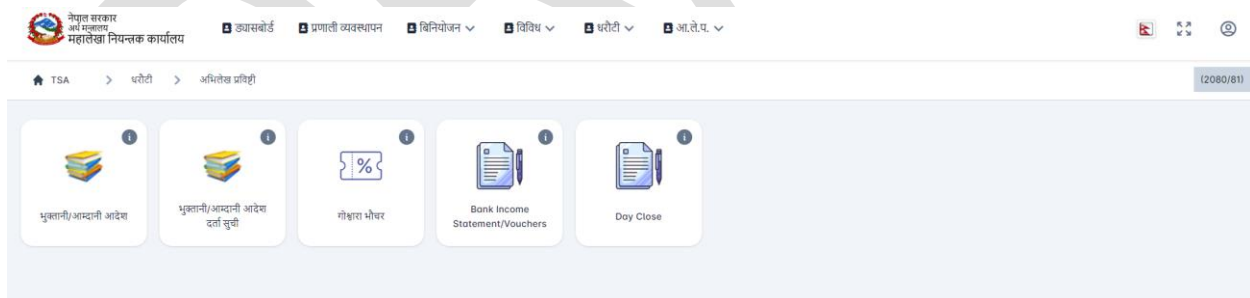 नेपाल सरकार
अर्थ मन्त्रालय
महालेखा नियन्त्रक कार्यालय
ड्यासबोर्ड
प्रणाली व्यवस्थापन
बिनियोजन
विविध
धरौटी
आ.ले.प.
TSA > धरौटी > अभिलेख प्रविष्टी
(2080/81)
भुक्तानी/आम्दानी आदेश
भुक्तानी/आम्दानी आदेश
दर्ता सुची
गोश्वारा भौचर
Bank Income
Statement/Vouchers
Day Close